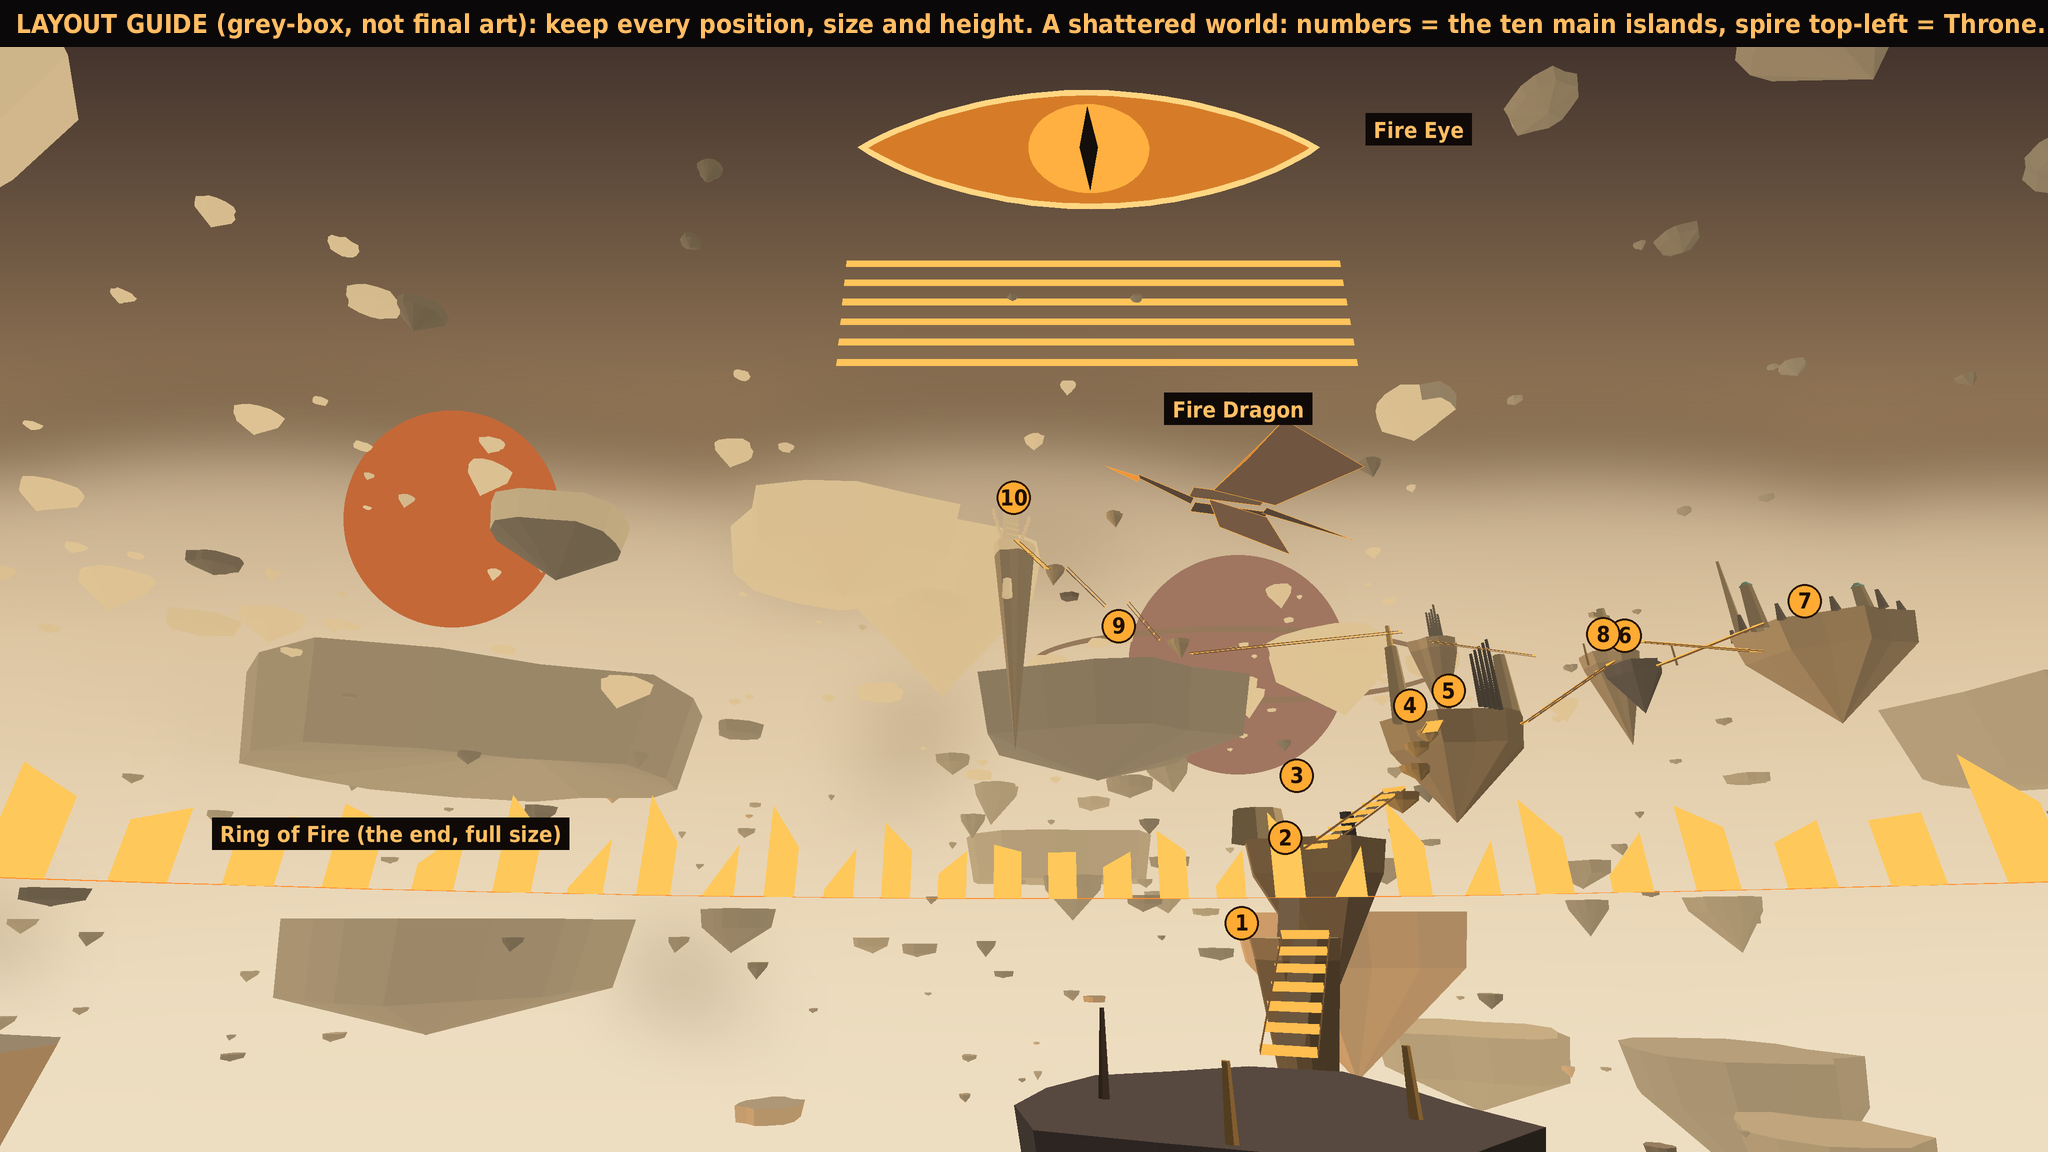 LAYOUT GUIDE (grey-box, not final art): keep every position, size and height. A shattered world: numbers = the ten main islands, spire top-left = Throne.
Fire Eye
Fire Dragon
10
7
9
8
6
5
4
3
Ring of Fire (the end, full size)
2
1